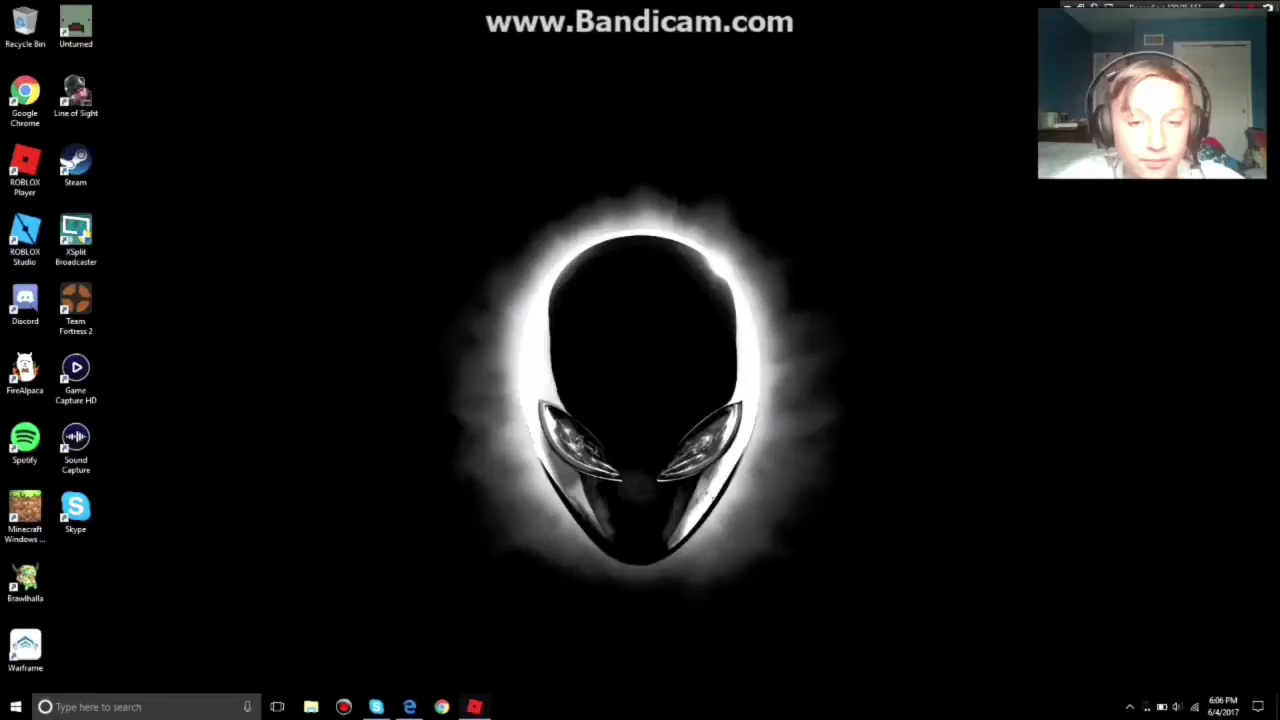 www.Bandicam.com
Recycle Bin
Unturned
Google
Chrome
Line of Sight
ROBLOX
Player
Steam
ROBLOX
Studio
XSplit
Broadcaster
Discord
Team
Fortress 2
FireAlpaca
Game
Capture HD
Spotify
Sound
Capture
Minecraft
Windows ...
Skype
Brawlhalla
Warframe
Type here to search
6:06 PM
6/4/2017